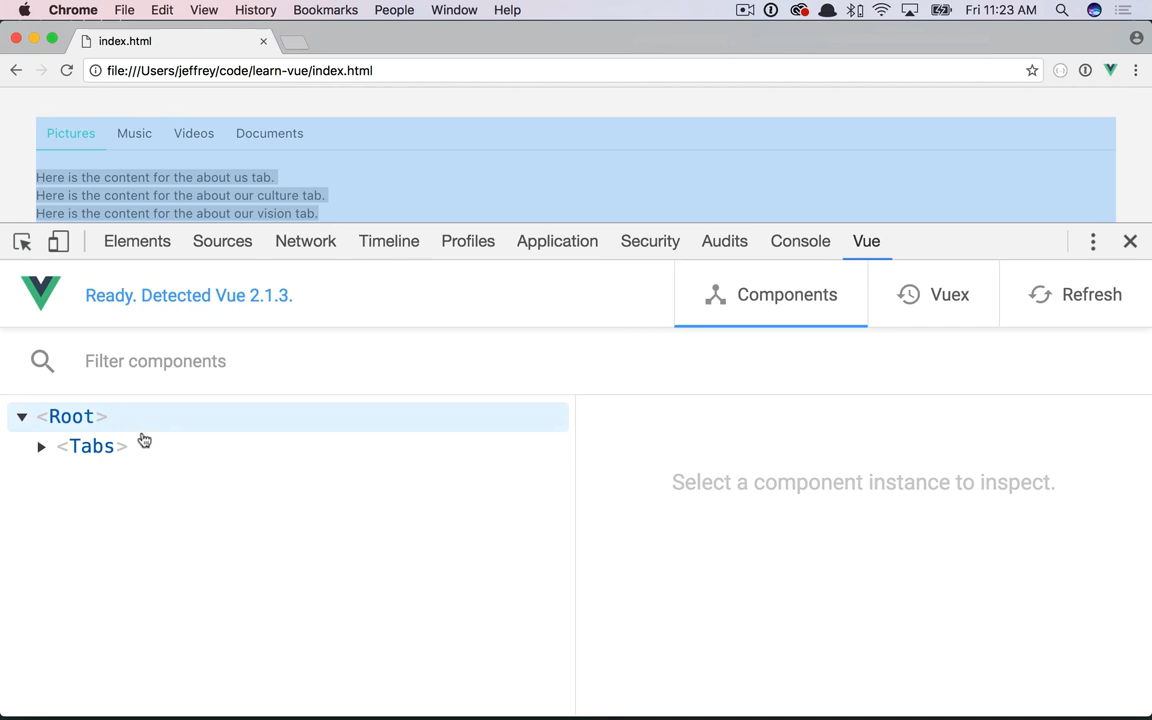 Chrome File Edit View History Bookmarks People Window Help Fri 11:23 AM
index.html
file:///Users/jeffrey/code/learn-vue/index.html
Pictures Music Videos Documents
Here is the content for the about us tab.
Here is the content for the about our culture tab.
Here is the content for the about our vision tab.
Elements Sources Network Timeline Profiles Application Security Audits Console Vue
Ready. Detected Vue 2.1.3. Components Vuex Refresh
Filter components
<Root>
<Tabs>
Select a component instance to inspect.